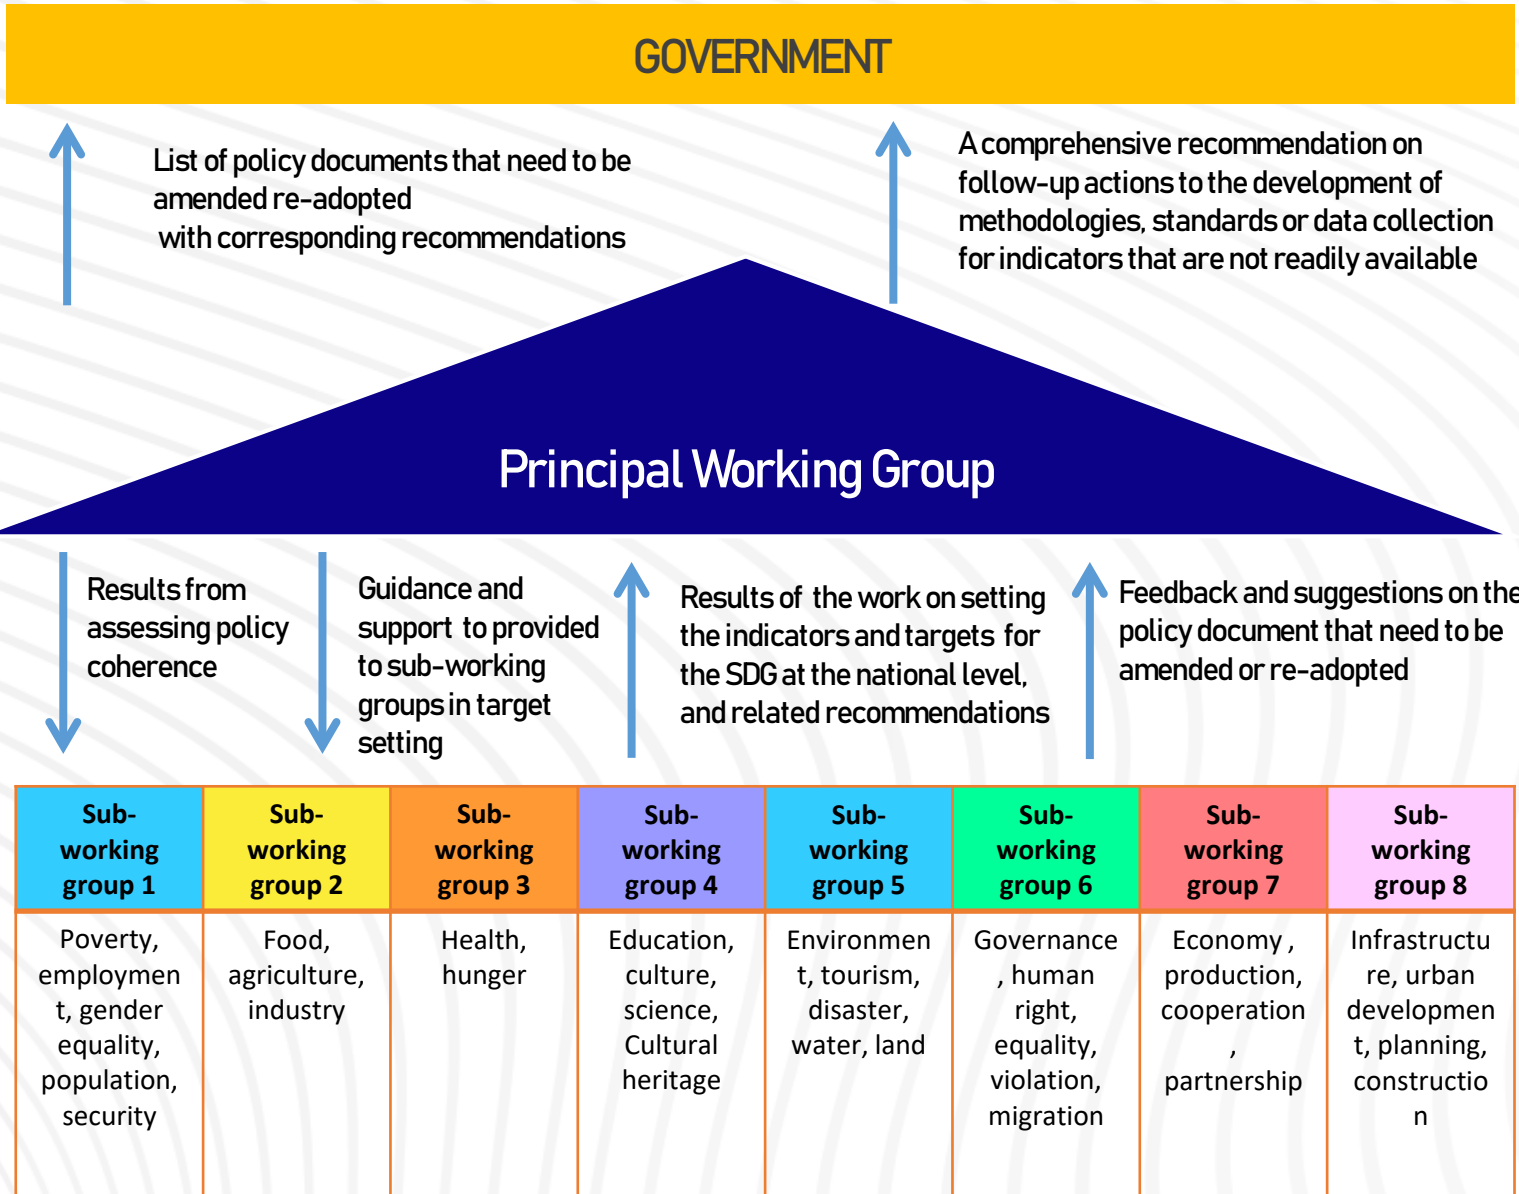 GOVERNMENT
List of policy documents that need to be
amended re-adopted
with corresponding recommendations
A comprehensive recommendation on
follow-up actions to the development of
methodologies, standards or data collection
for indicators that are not readily available
Principal Working Group
Results from
assessing policy
coherence
Guidance and
support to provided
to sub-working
groups in target
setting
Results of the work on setting
the indicators and targets for
the SDG at the national level,
and related recommendations
Feedback and suggestions on the
policy document that need to be
amended or re-adopted
Sub-
working
group 1
Sub-
working
group 2
Sub-
working
group 3
Sub-
working
group 4
Sub-
working
group 5
Sub-
working
group 6
Sub-
working
group 7
Sub-
working
group 8
Poverty,
employmen
t, gender
equality,
population,
security
Food,
agriculture,
industry
Health,
hunger
Education,
culture,
science,
Cultural
heritage
Environmen
t, tourism,
disaster,
water, land
Governance
, human
right,
equality,
violation,
migration
Economy ,
production,
cooperation
,
partnership
Infrastructu
re, urban
developmen
t, planning,
constructio
n